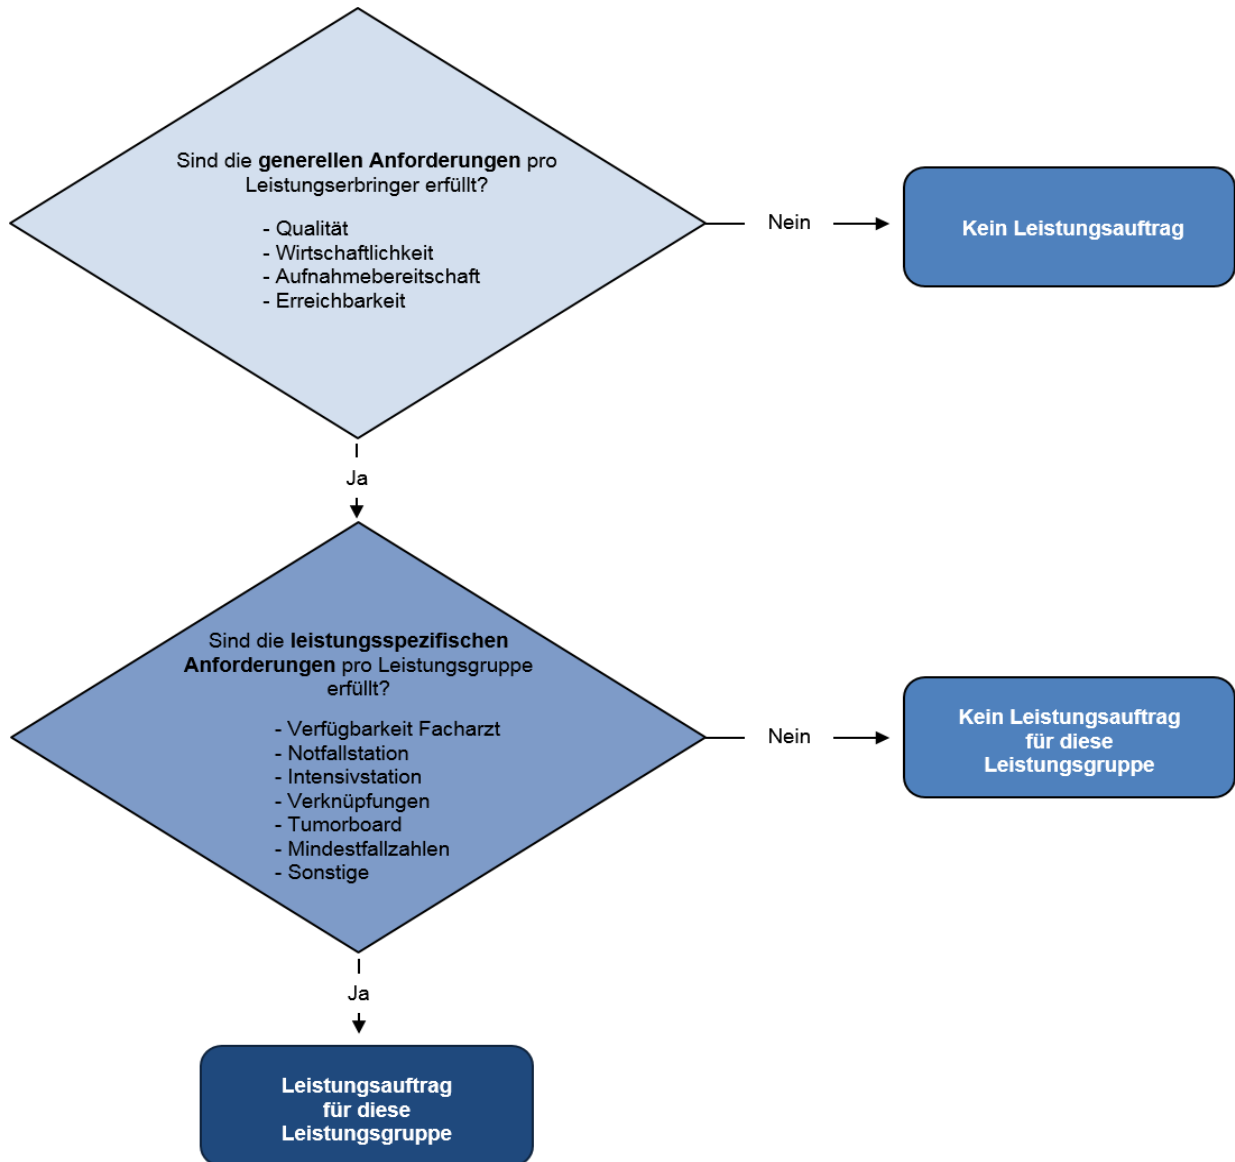 Sind die generellen Anforderungen pro
Leistungserbringer erfüllt?
- Qualität
- Wirtschaftlichkeit
- Aufnahmebereitschaft
- Erreichbarkeit
Nein
Kein Leistungsauftrag
Ja
Sind die leistungsspezifischen
Anforderungen pro Leistungsgruppe
erfüllt?
- Verfügbarkeit Facharzt
- Notfallstation
- Intensivstation
- Verknüpfungen
- Tumorboard
- Mindestfallzahlen
- Sonstige
Nein
Kein Leistungsauftrag
für diese
Leistungsgruppe
Ja
Leistungsauftrag
für diese
Leistungsgruppe